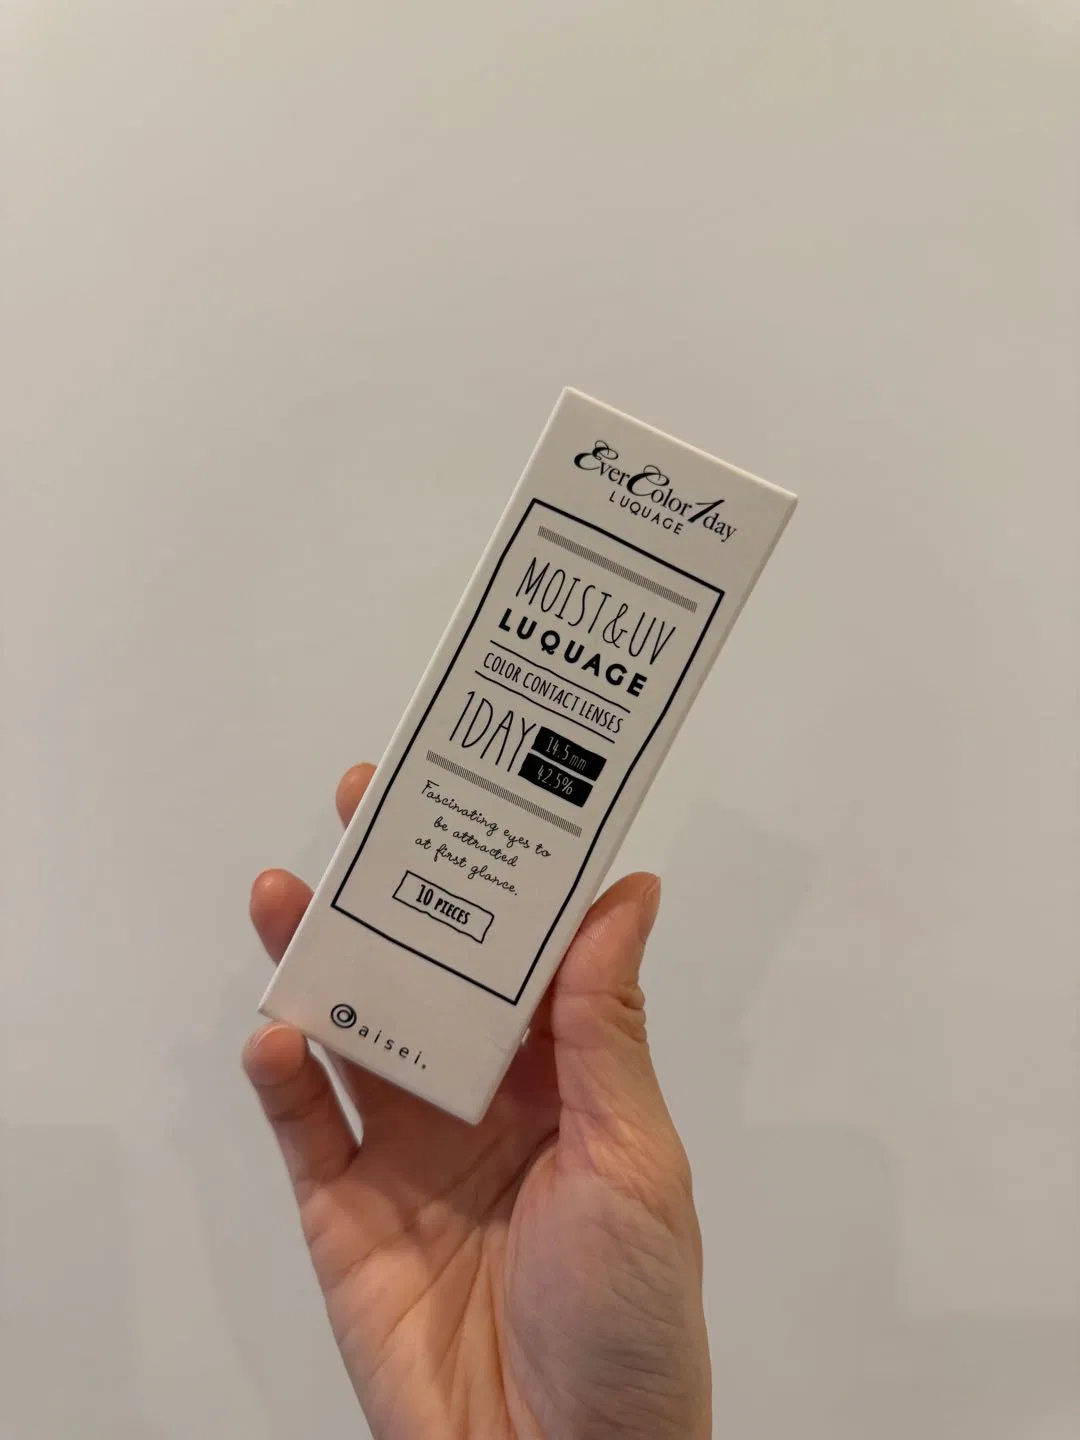 EverColor1day
LUQUAGE
MOIST&UV
LUQUAGE
COLOR CONTACT LENSES
1DAY
14.5mm
42.5%
Fascinating eyes to
be attracted
at first glance.
10 PIECES
aisei.